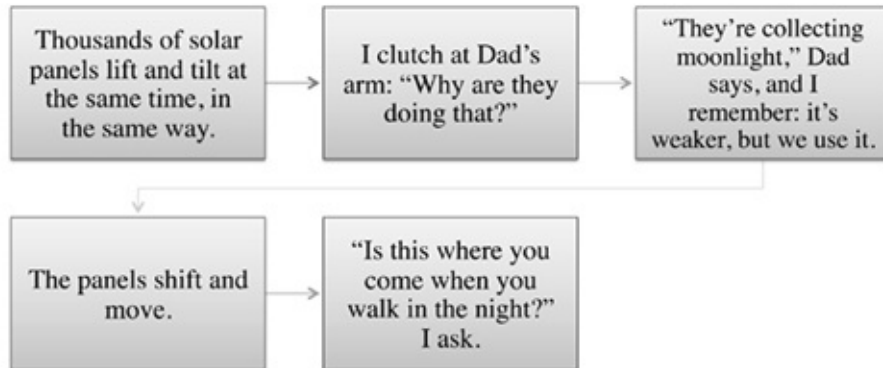 Thousands of solar
panels lift and tilt at
the same time, in
the same way.
I clutch at Dad’s
arm: “Why are they
doing that?”
“They’re collecting
moonlight,” Dad
says, and I
remember: it’s
weaker, but we use it.
The panels shift and
move.
“Is this where you
come when you
walk in the night?”
I ask.